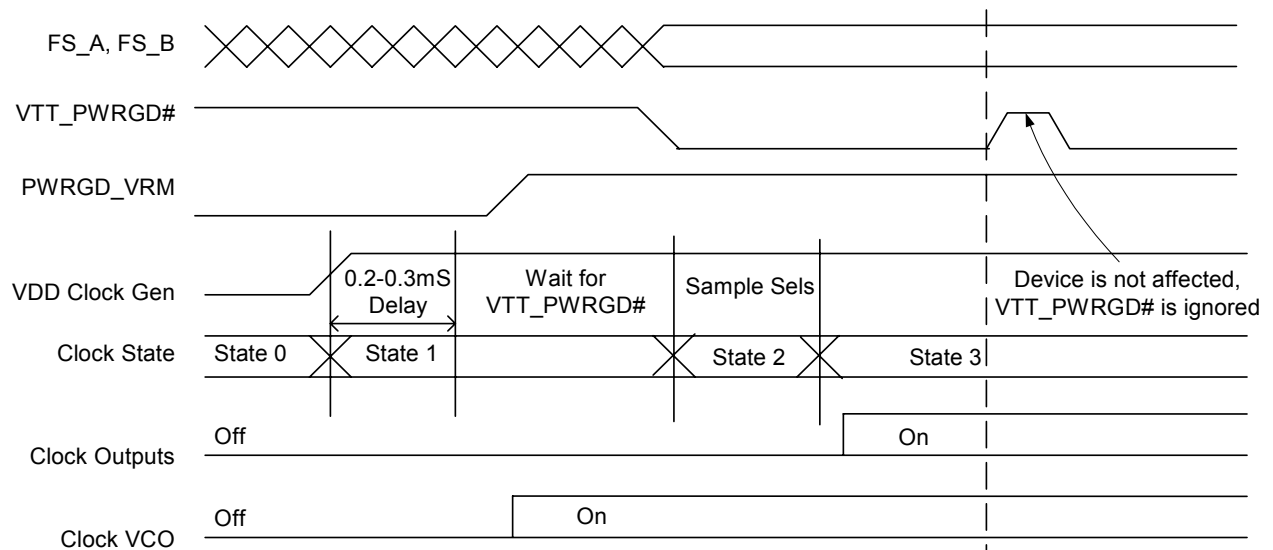 FS_A, FS_B
VTT_PWRGD#
PWRGD_VRM
VDD Clock Gen
0.2-0.3mS
Delay
Wait for
VTT_PWRGD#
Sample Sels
Device is not affected,
VTT_PWRGD# is ignored
Clock State
State 0
State 1
State 2
State 3
Clock Outputs
Off
On
Clock VCO
Off
On